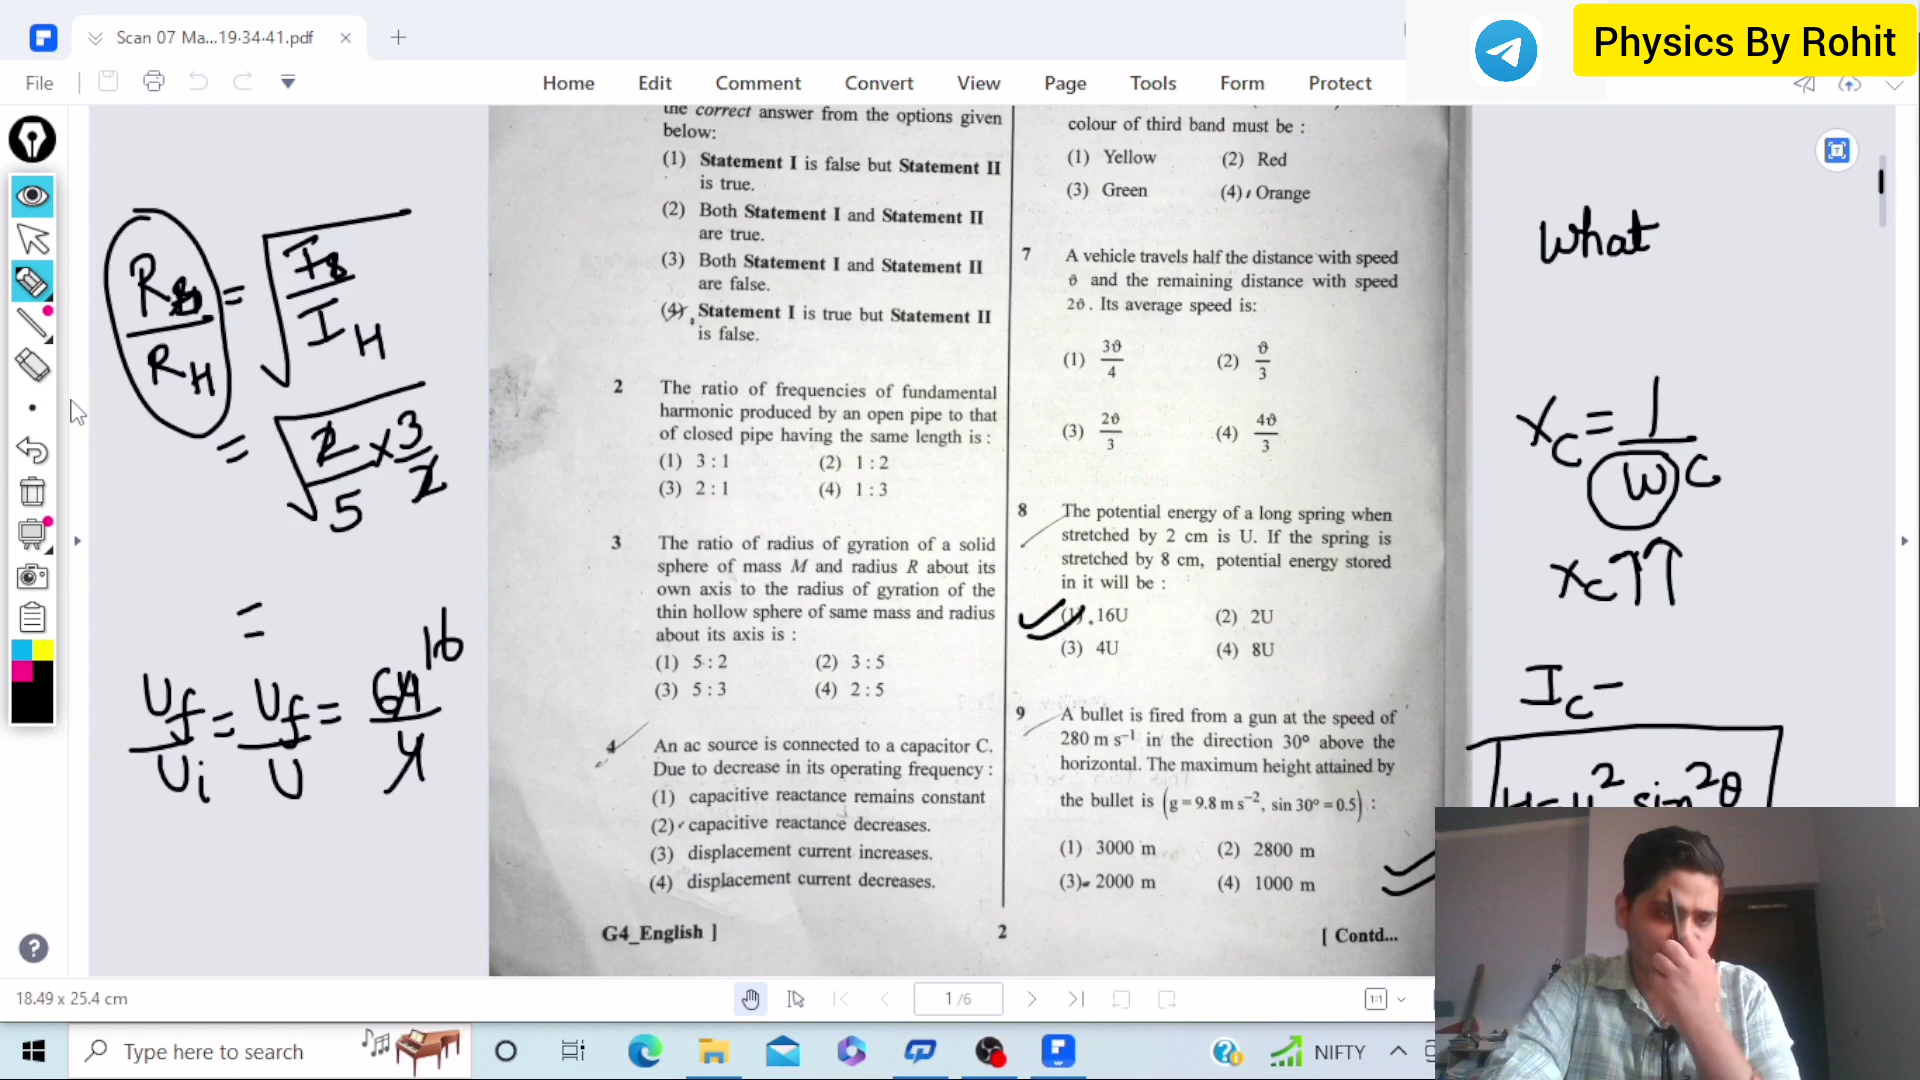 Scan 07 Ma...19·34·41.pdf
Physics By Rohit
File
Home Edit Comment Convert View Page Tools Form Protect
the correct answer from the options given
below:
(1) Statement I is false but Statement II
is true.
(2) Both Statement I and Statement II
are true.
(3) Both Statement I and Statement II
are false.
(4) Statement I is true but Statement II
is false.
2 The ratio of frequencies of fundamental
harmonic produced by an open pipe to that
of closed pipe having the same length is :
(1) 3 : 1 (2) 1 : 2
(3) 2 : 1 (4) 1 : 3
3 The ratio of radius of gyration of a solid
sphere of mass M and radius R about its
own axis to the radius of gyration of the
thin hollow sphere of same mass and radius
about its axis is :
(1) 5 : 2 (2) 3 : 5
(3) 5 : 3 (4) 2 : 5
4 An ac source is connected to a capacitor C.
Due to decrease in its operating frequency :
(1) capacitive reactance remains constant
(2) capacitive reactance decreases.
(3) displacement current increases.
(4) displacement current decreases.
G4_English ]
2
colour of third band must be :
(1) Yellow (2) Red
(3) Green (4) Orange
7 A vehicle travels half the distance with speed
ϑ and the remaining distance with speed
2ϑ. Its average speed is:
(1) 3ϑ/4 (2) ϑ/3
(3) 2ϑ/3 (4) 4ϑ/3
8 The potential energy of a long spring when
stretched by 2 cm is U. If the spring is
stretched by 8 cm, potential energy stored
in it will be :
(1) 16U (2) 2U
(3) 4U (4) 8U
9 A bullet is fired from a gun at the speed of
280 m s⁻¹ in the direction 30° above the
horizontal. The maximum height attained by
the bullet is (g = 9.8 m s⁻², sin 30° = 0.5) :
(1) 3000 m (2) 2800 m
(3) 2000 m (4) 1000 m
[ Contd...
= √
I_H
R_H
= √ 2/5 × 3/2
=
U_f/U_i = U_f/U = 64/4 16
What
X_C = 1/ωC
X_C ↑↑
I_C -
u² sin²θ
18.49 x 25.4 cm
1 /6
1:1
Type here to search
NIFTY